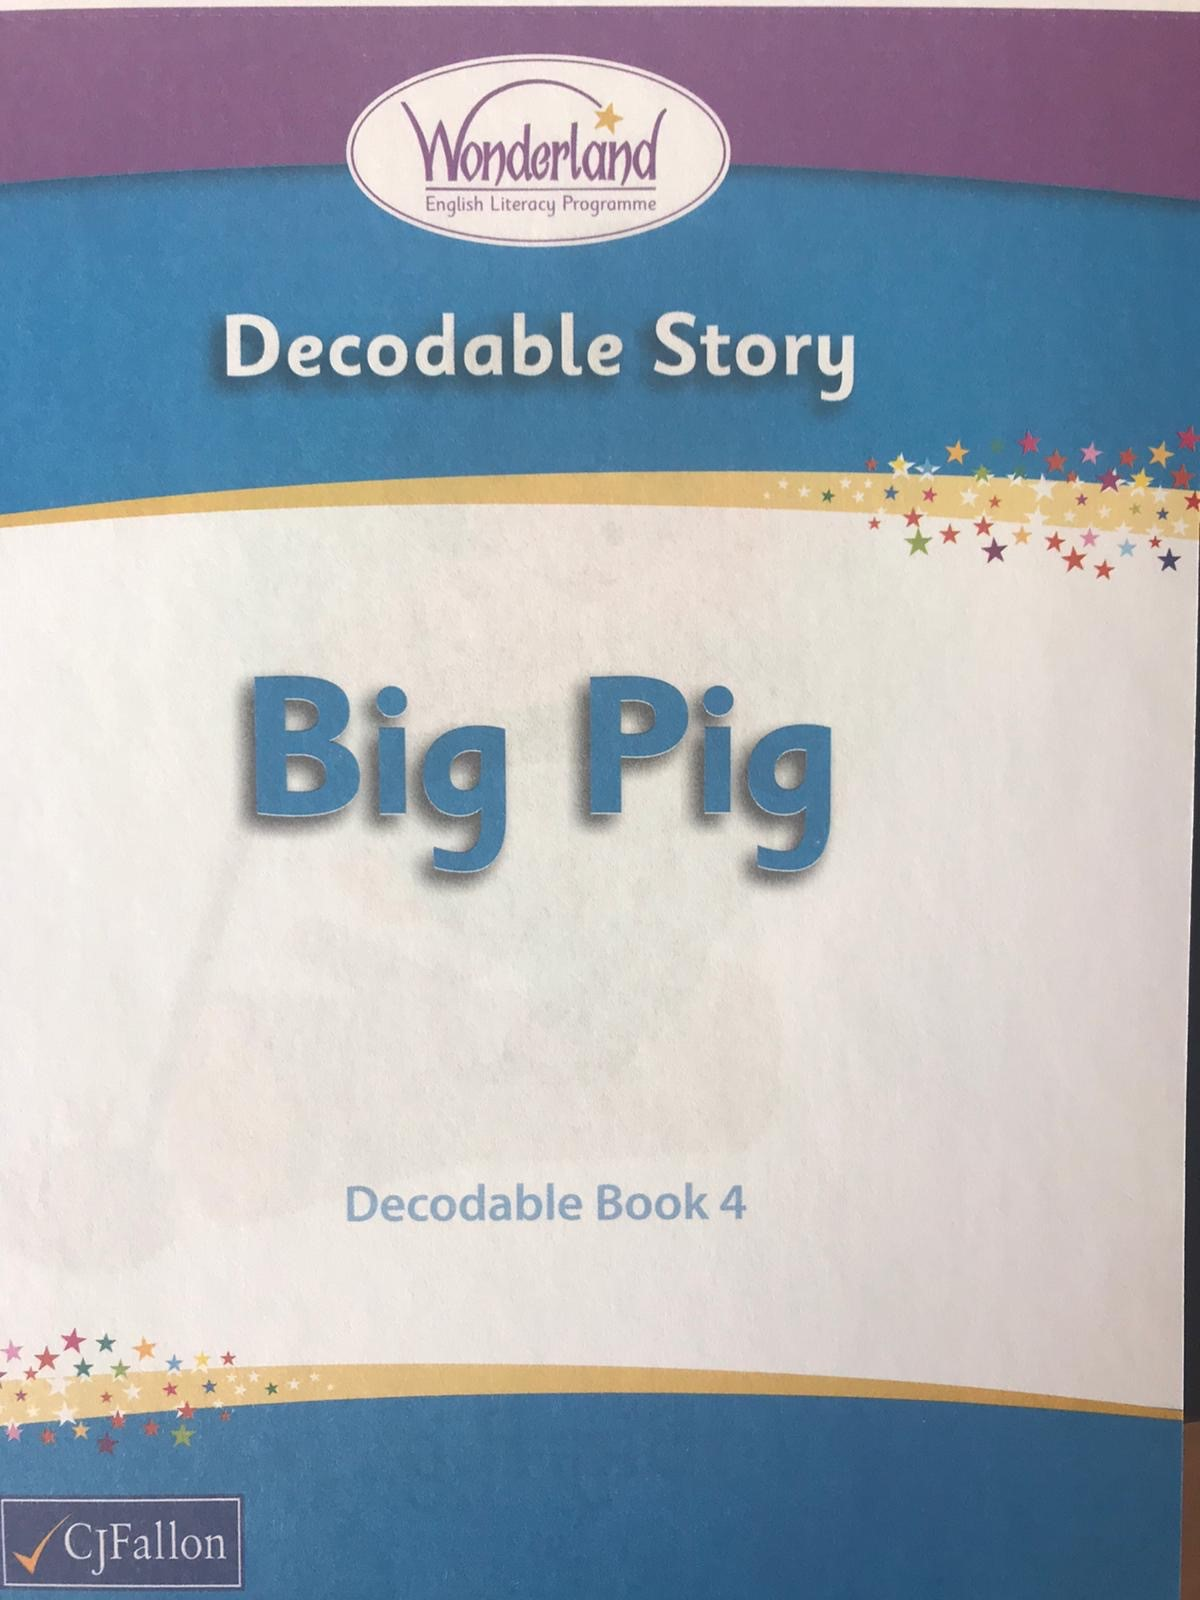 Wonderland
English Literacy Programme
Decodable Story
Big Pig
Decodable Book 4
CJFallon